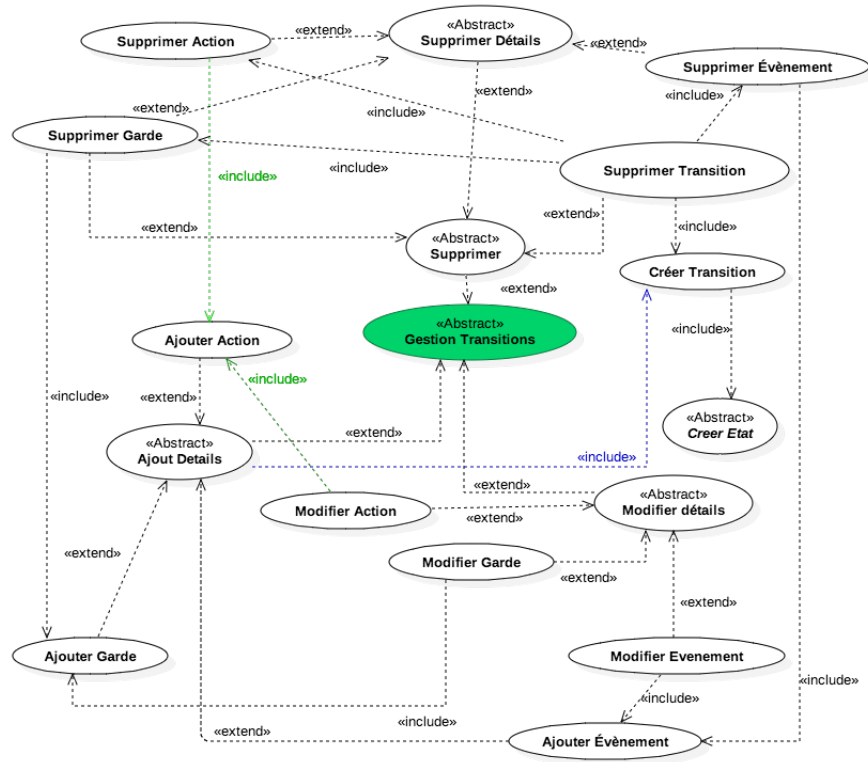 «Abstract»
Supprimer Détails
«extend»
Supprimer Action
«extend»
Supprimer Évènement
«extend»
«include»
«extend»
«include»
Supprimer Garde
«include»
Supprimer Transition
«include»
«extend»
«extend»
«include»
«Abstract»
Supprimer
Créer Transition
«extend»
«Abstract»
Gestion Transitions
«include»
Ajouter Action
«include»
«extend»
«include»
«Abstract»
Creer Etat
«extend»
«Abstract»
Ajout Details
«extend»
«Abstract»
Modifier détails
Modifier Action
«extend»
«extend»
Modifier Garde
«extend»
«extend»
Ajouter Garde
Modifier Evenement
«include»
«extend»
«include»
«include»
Ajouter Évènement